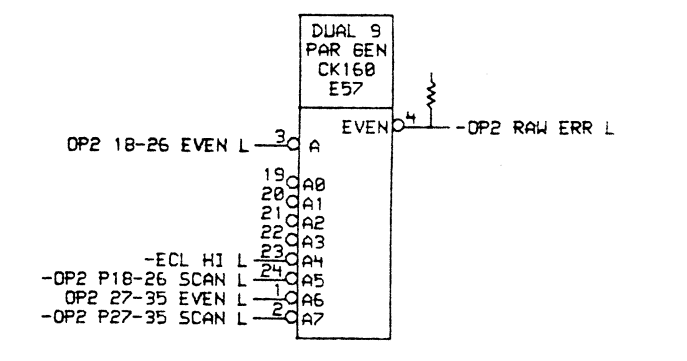 DUAL 9
PAR GEN
CK160
E57
EVEN 4 -OP2 RAW ERR L
OP2 18-26 EVEN L 3 A
19 A0
20 A1
21 A2
22 A3
-ECL HI L 23 A4
-OP2 P18-26 SCAN L 24 A5
OP2 27-35 EVEN L 1 A6
-OP2 P27-35 SCAN L 2 A7